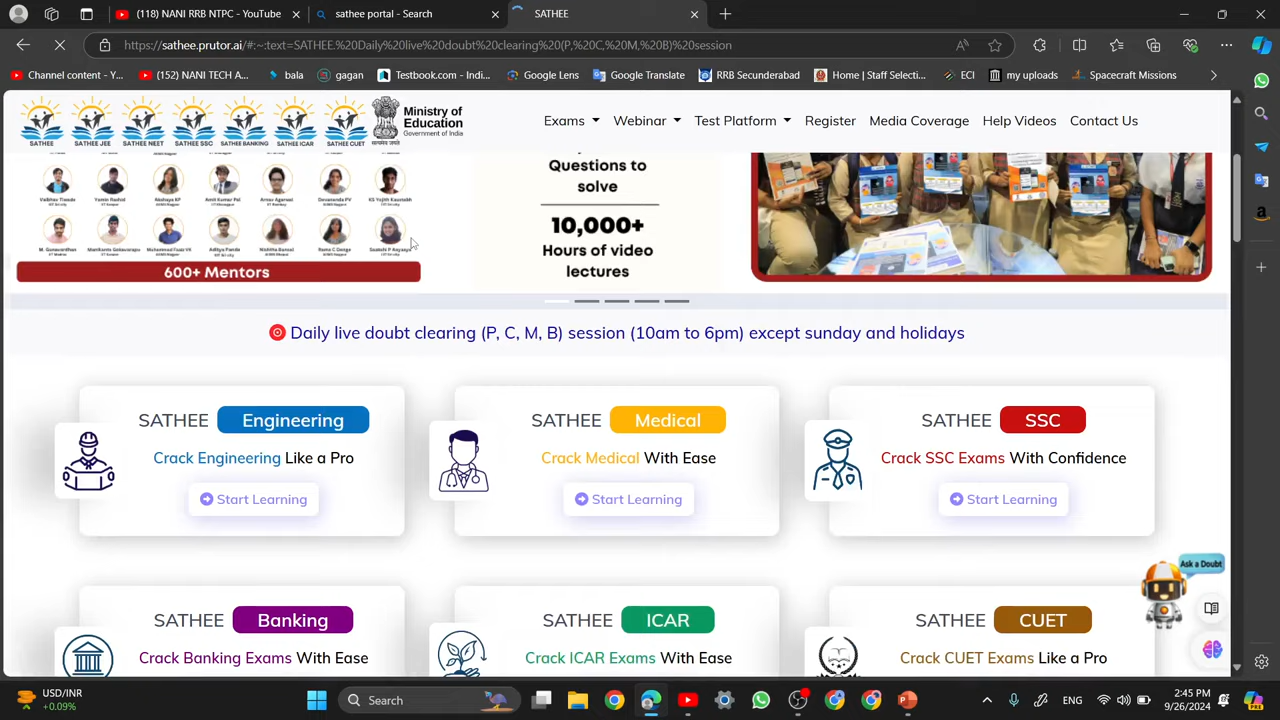 (118) NANI RRB NTPC - YouTube
sathee portal - Search
SATHEE
https://sathee.prutor.ai/#:~:text=SATHEE.%20Daily%20live%20doubt%20clearing%20(P,%20C,%20M,%20B)%20session
Channel content - Y...
(152) NANI TECH A...
bala
gagan
Testbook.com - Indi...
Google Lens
Google Translate
RRB Secunderabad
Home | Staff Selecti...
ECI
my uploads
Spacecraft Missions
SATHEE
SATHEE JEE
SATHEE NEET
SATHEE SSC
SATHEE BANKING
SATHEE ICAR
SATHEE CUET
Ministry of
Education
Government of India
Exams
Webinar
Test Platform
Register
Media Coverage
Help Videos
Contact Us
Questions to
solve
10,000+
Hours of video
lectures
600+ Mentors
Daily live doubt clearing (P, C, M, B) session (10am to 6pm) except sunday and holidays
SATHEE Engineering
Crack Engineering Like a Pro
Start Learning
SATHEE Medical
Crack Medical With Ease
Start Learning
SATHEE SSC
Crack SSC Exams With Confidence
Start Learning
Ask a Doubt
SATHEE Banking
Crack Banking Exams With Ease
SATHEE ICAR
Crack ICAR Exams With Ease
SATHEE CUET
Crack CUET Exams Like a Pro
USD/INR
+0.09%
Search
ENG
2:45 PM
9/26/2024